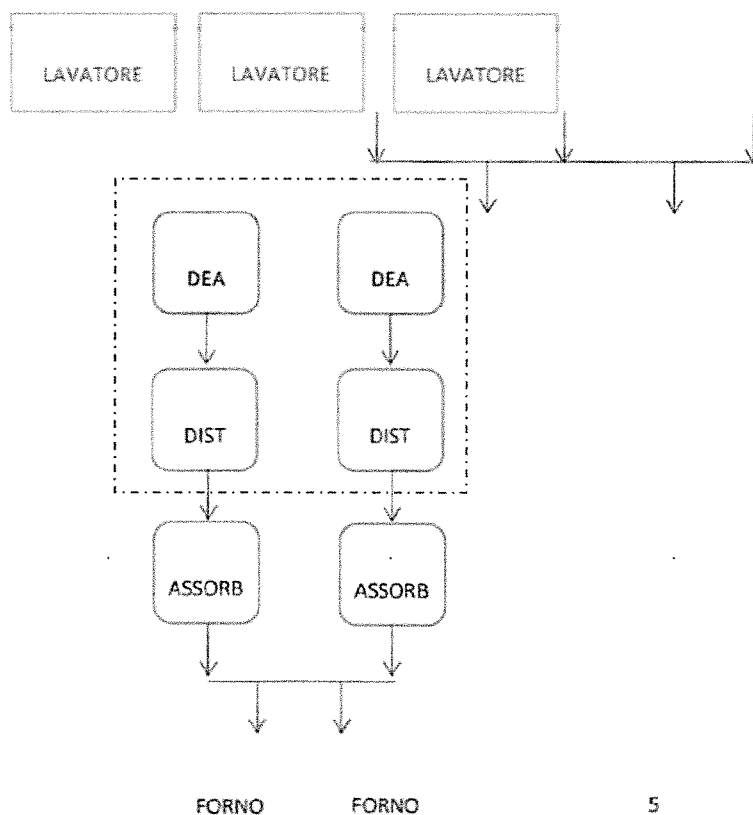 LAVATORE LAVATORE LAVATORE
DEA DEA
DIST DIST
ASSORB ASSORB
FORNO FORNO 5